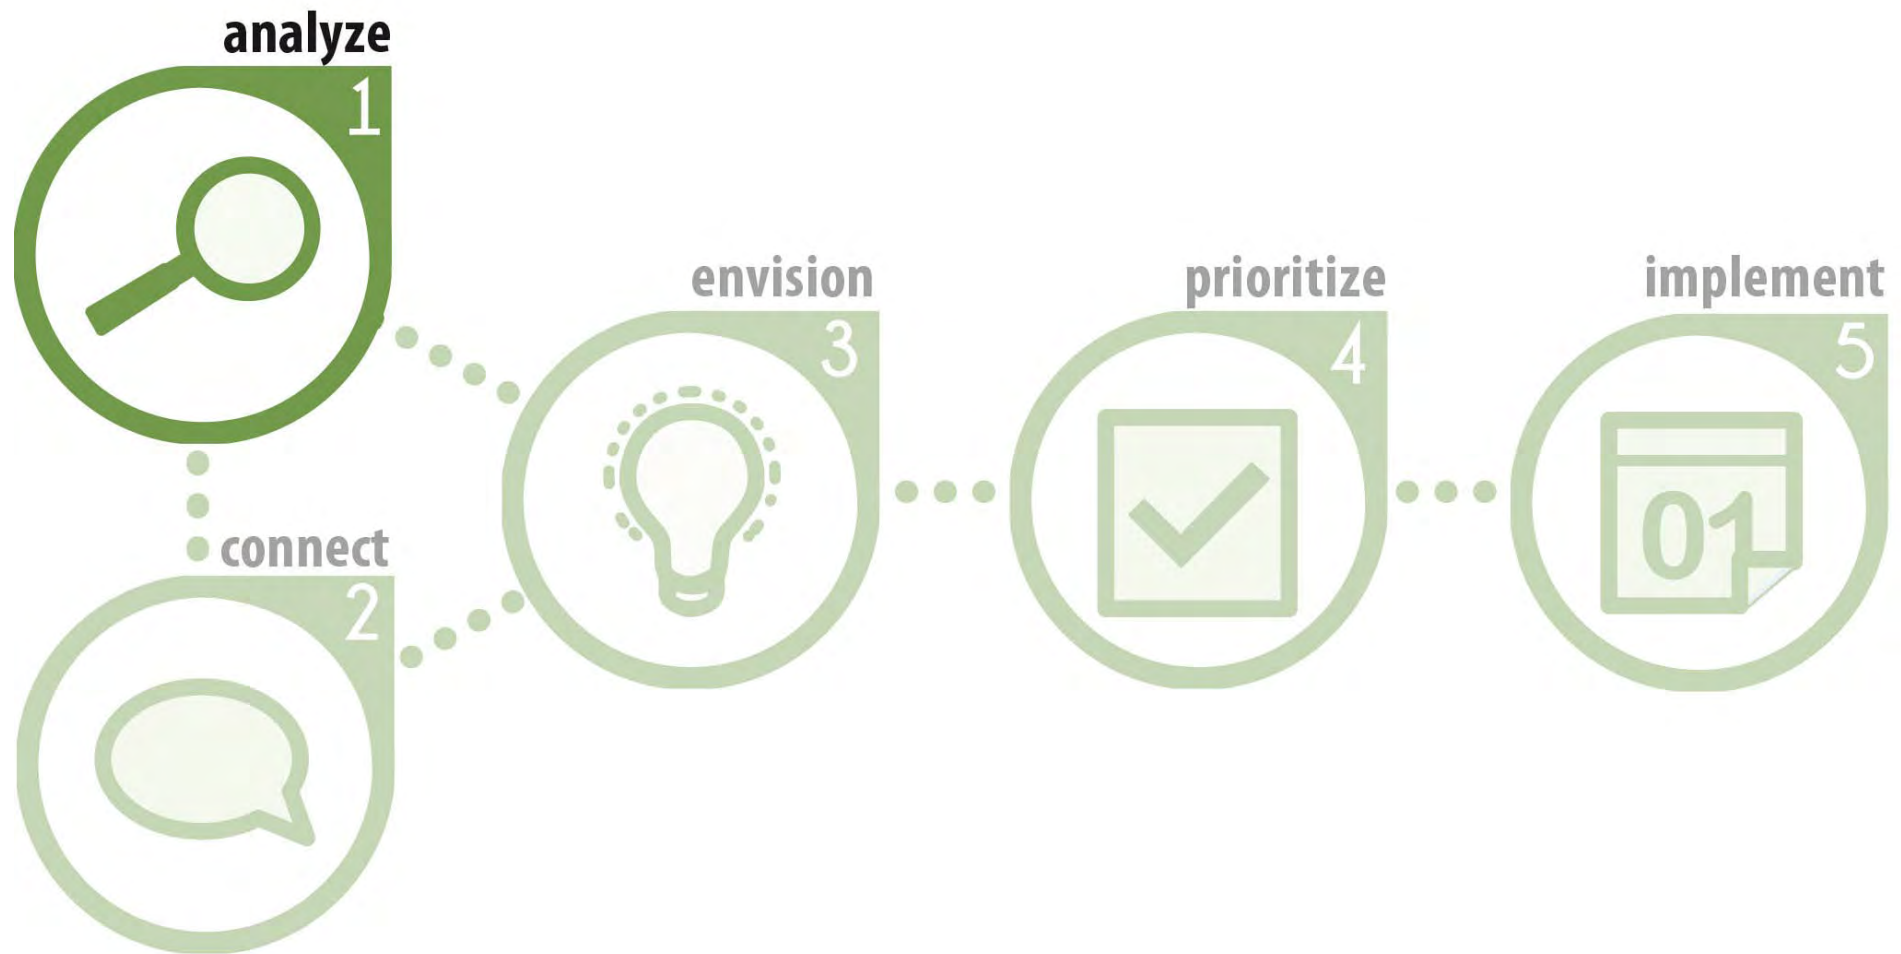 analyze
1
connect
2
envision
3
prioritize
4
implement
5
01